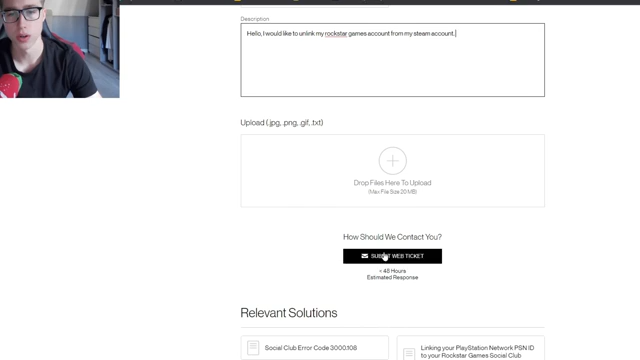 Description
Hello, I would like to unlink my rockstar games account from my steam account.
Upload (.jpg, .png, .gif, .txt)
Drop Files Here To Upload
(Max File Size 20 MB)
How Should We Contact You?
SUBMIT WEB TICKET
< 48 Hours
Estimated Response
Relevant Solutions
Social Club Error Code 3000.108
Linking your PlayStation Network PSN ID
to your Rockstar Games Social Club